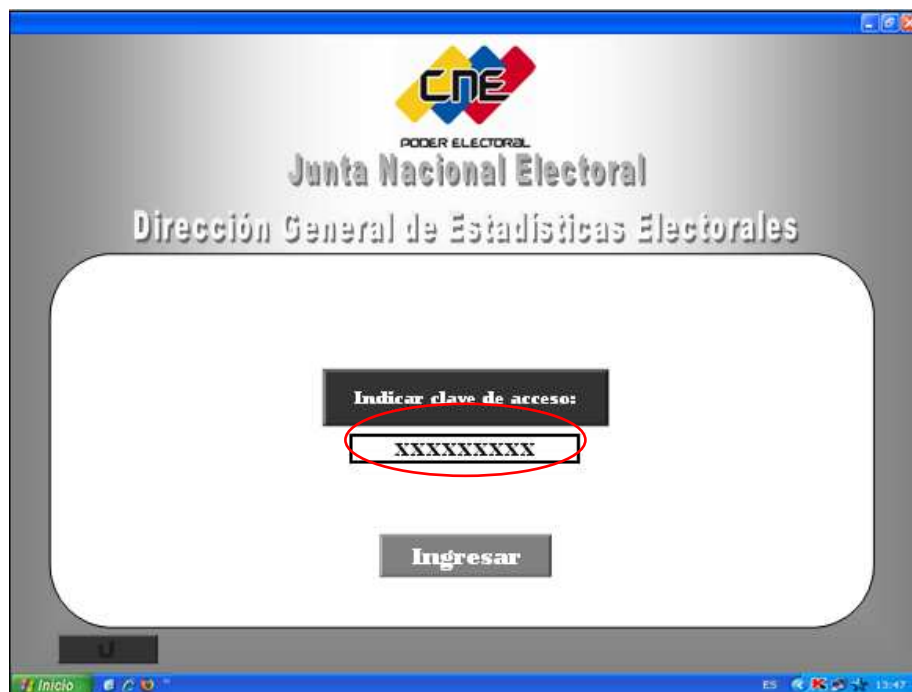 CNE
PODER ELECTORAL
Junta Nacional Electoral
Dirección General de Estadísticas Electorales
Indicar clave de acceso:
XXXXXXXXX
Ingresar
Inicio
ES
13:47